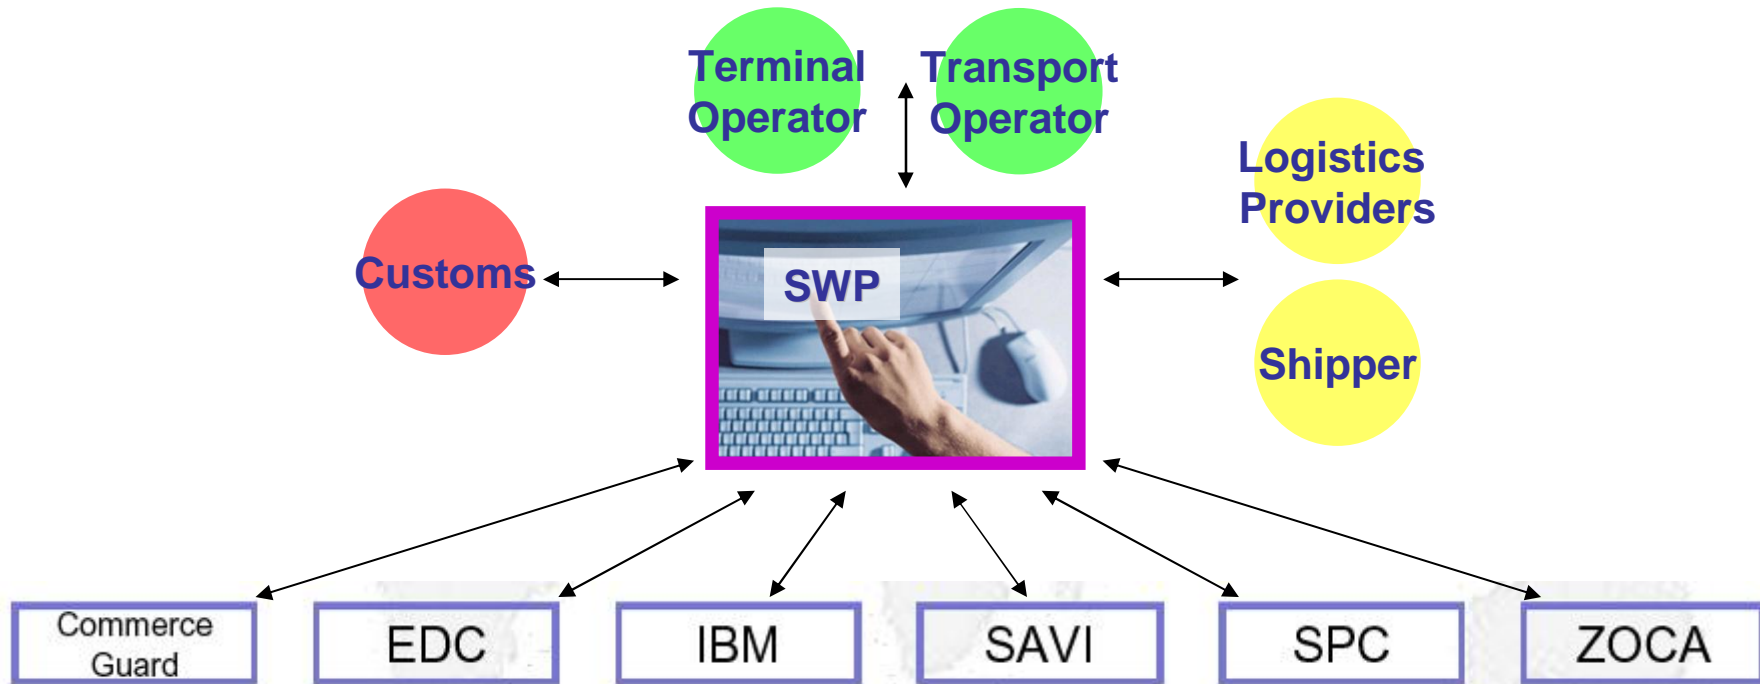 Terminal
Operator
Transport
Operator
Logistics
Providers
Customs
SWP
Shipper
Commerce
Guard
EDC
IBM
SAVI
SPC
ZOCA